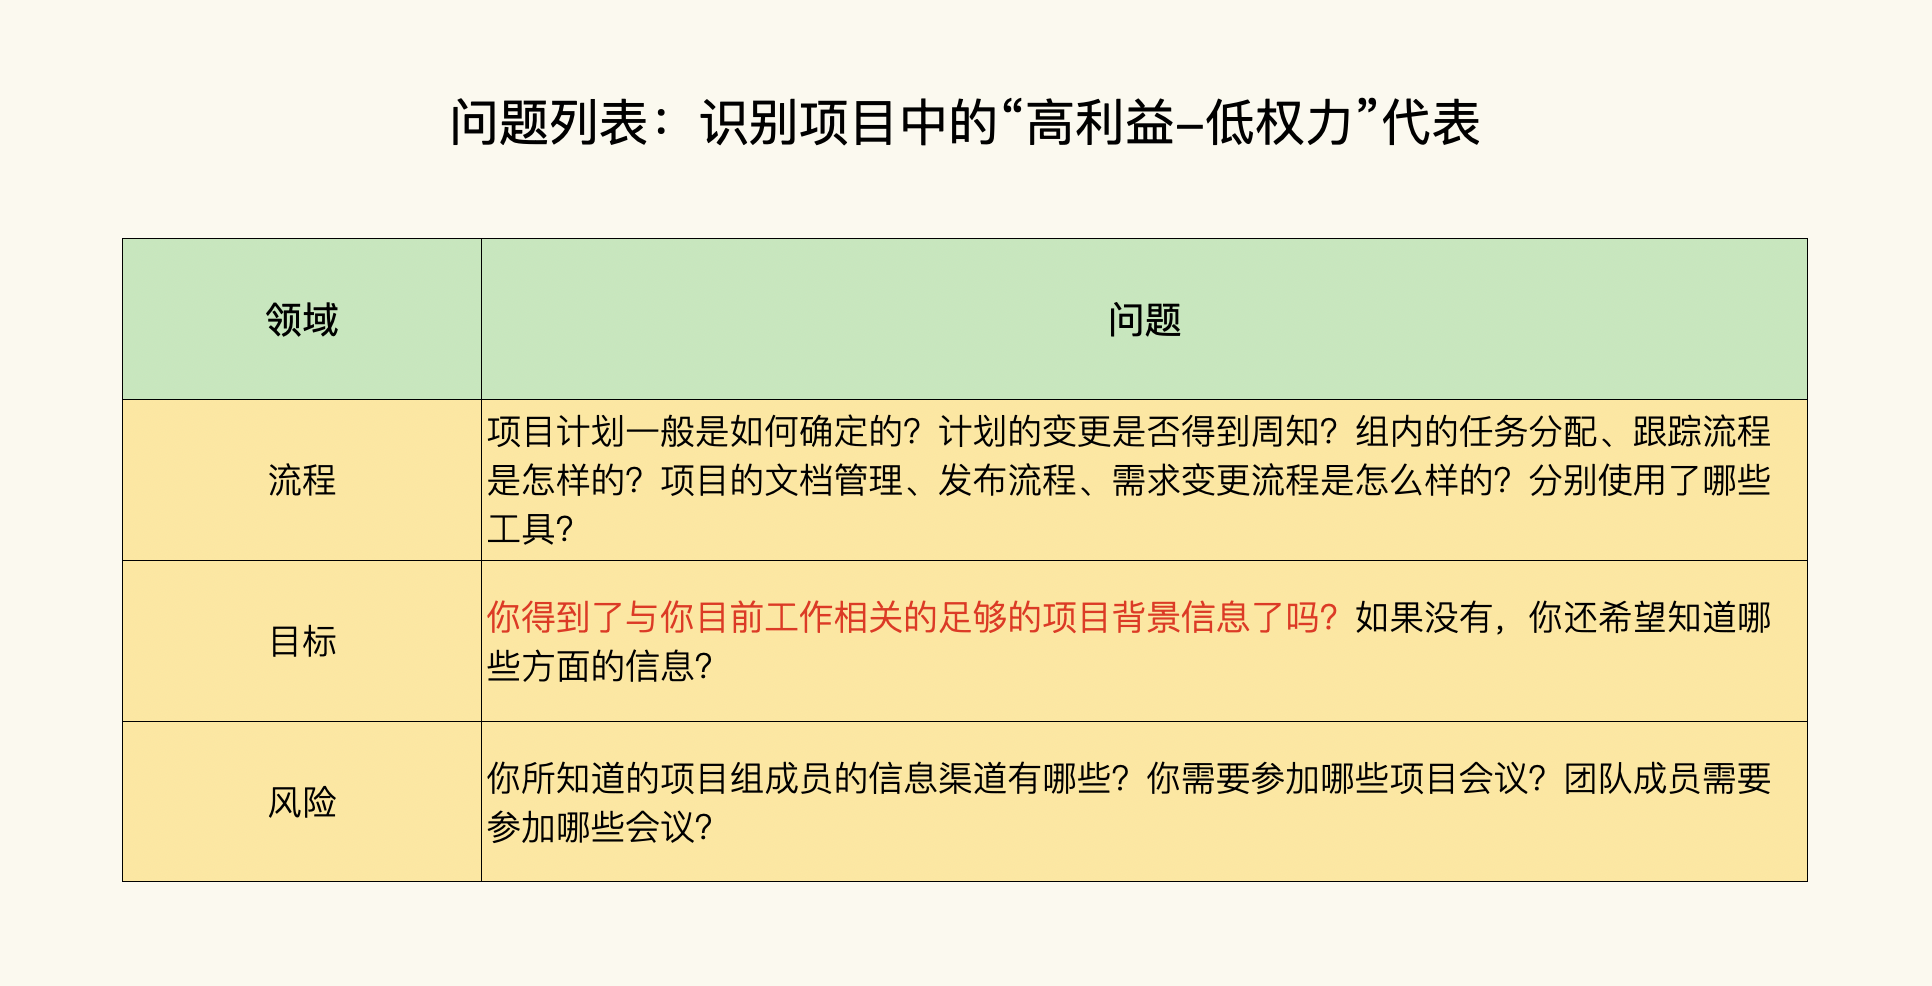 问题列表：识别项目中的“高利益–低权力”代表
领域
问题
流程
项目计划一般是如何确定的？计划的变更是否得到周知？组内的任务分配、跟踪流程
是怎样的？项目的文档管理、发布流程、需求变更流程是怎么样的？分别使用了哪些
工具？
目标
你得到了与你目前工作相关的足够的项目背景信息了吗？如果没有，你还希望知道哪
些方面的信息？
风险
你所知道的项目组成员的信息渠道有哪些？你需要参加哪些项目会议？团队成员需要
参加哪些会议？